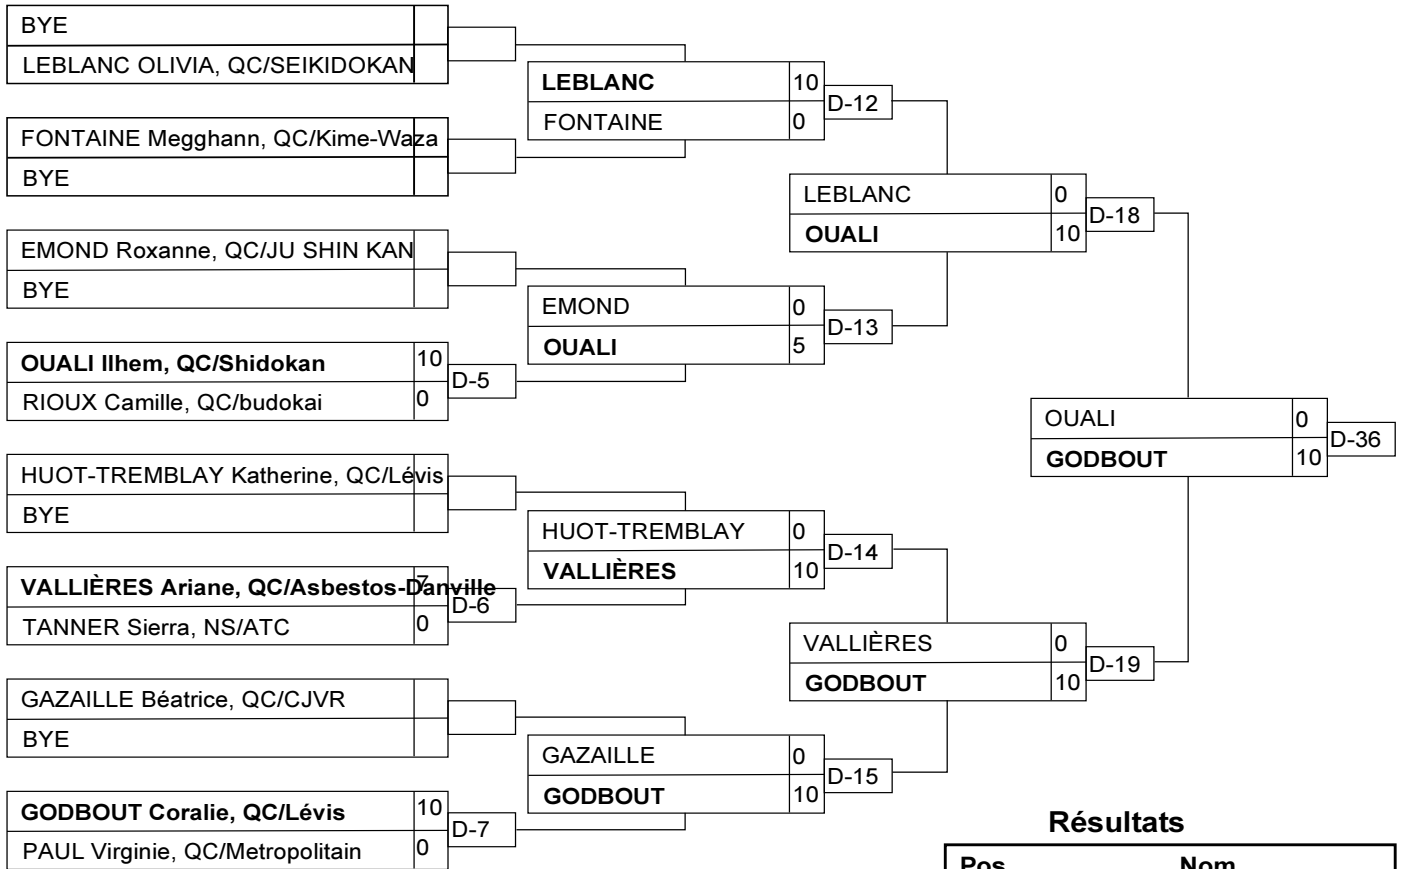 BYE
LEBLANC OLIVIA, QC/SEIKIDOKAN
LEBLANC 10
D-12
FONTAINE 0
FONTAINE Megghann, QC/Kime-Waza
BYE
LEBLANC 0
D-18
OUALI 10
EMOND Roxanne, QC/JU SHIN KAN
BYE
EMOND 0
D-13
OUALI 5
OUALI Ilhem, QC/Shidokan 10
D-5
RIOUX Camille, QC/budokai 0
OUALI 0
D-36
GODBOUT 10
HUOT-TREMBLAY Katherine, QC/Lévis
BYE
HUOT-TREMBLAY 0
D-14
VALLIÈRES 10
VALLIÈRES Ariane, QC/Asbestos-Danville 7
D-6
TANNER Sierra, NS/ATC 0
VALLIÈRES 0
D-19
GODBOUT 10
GAZAILLE Béatrice, QC/CJVR
BYE
GAZAILLE 0
D-15
GODBOUT 10
GODBOUT Coralie, QC/Lévis 10
D-7
PAUL Virginie, QC/Metropolitain 0
Résultats
Pos Nom